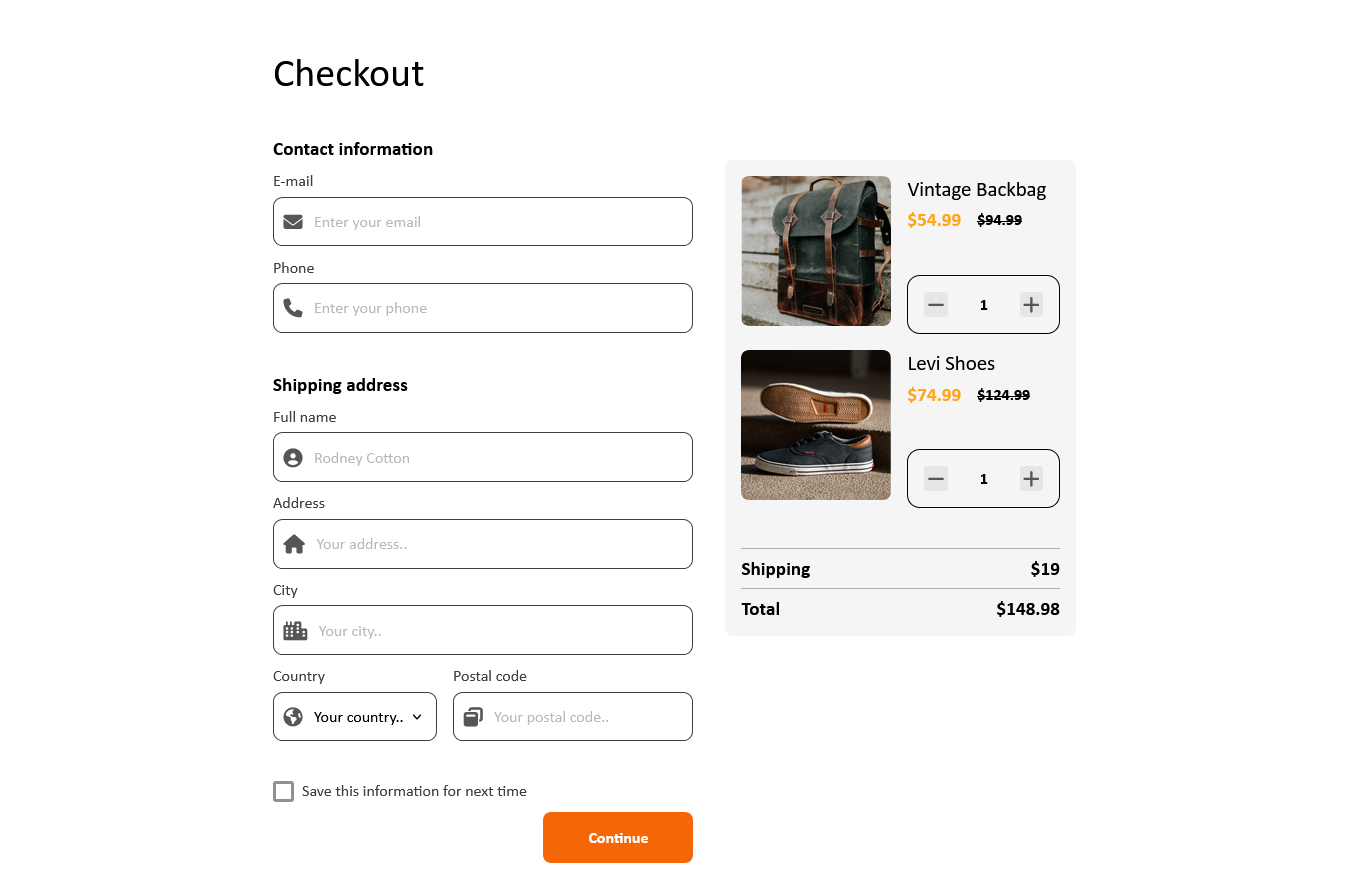 Checkout
Contact information
E-mail
Enter your email
Phone
Enter your phone
Shipping address
Full name
Rodney Cotton
Address
Your address..
City
Your city..
Country
Your country..
Postal code
Your postal code..
Save this information for next time
Continue
Vintage Backbag
$54.99 $94.99
1
Levi Shoes
$74.99 $124.99
1
Shipping $19
Total $148.98